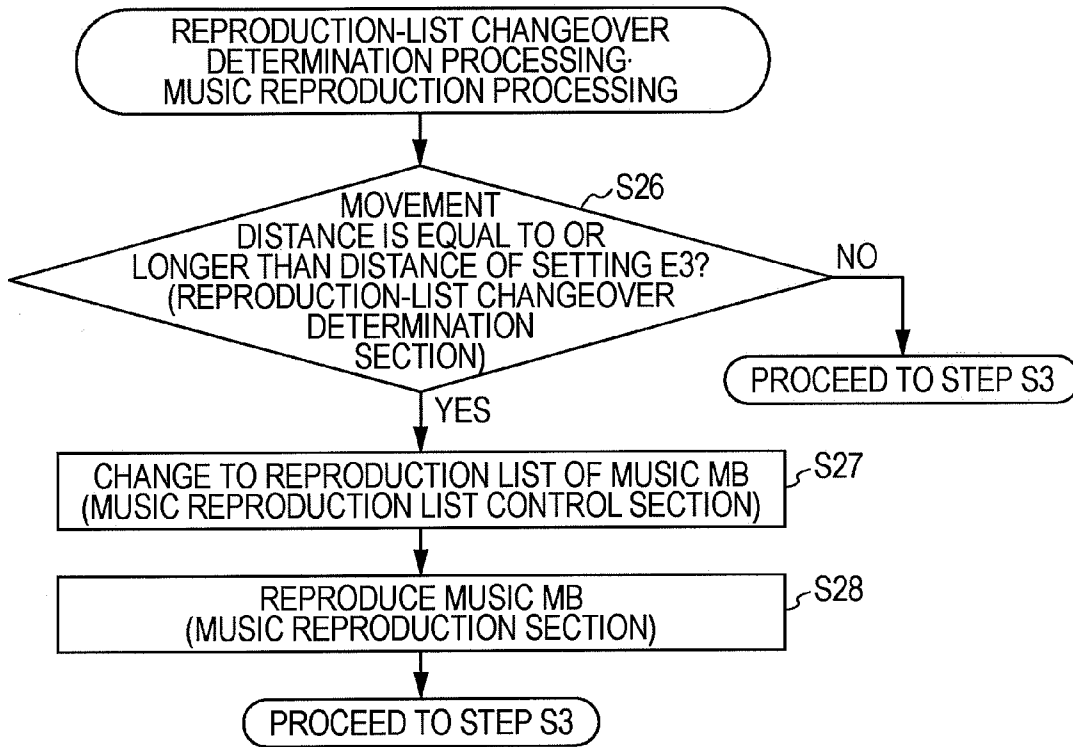 REPRODUCTION-LIST CHANGEOVER
DETERMINATION PROCESSING·
MUSIC REPRODUCTION PROCESSING
S26
MOVEMENT
DISTANCE IS EQUAL TO OR
LONGER THAN DISTANCE OF SETTING E3?
(REPRODUCTION-LIST CHANGEOVER
DETERMINATION
SECTION)
NO
PROCEED TO STEP S3
YES
CHANGE TO REPRODUCTION LIST OF MUSIC MB
(MUSIC REPRODUCTION LIST CONTROL SECTION)
S27
REPRODUCE MUSIC MB
(MUSIC REPRODUCTION SECTION)
S28
PROCEED TO STEP S3